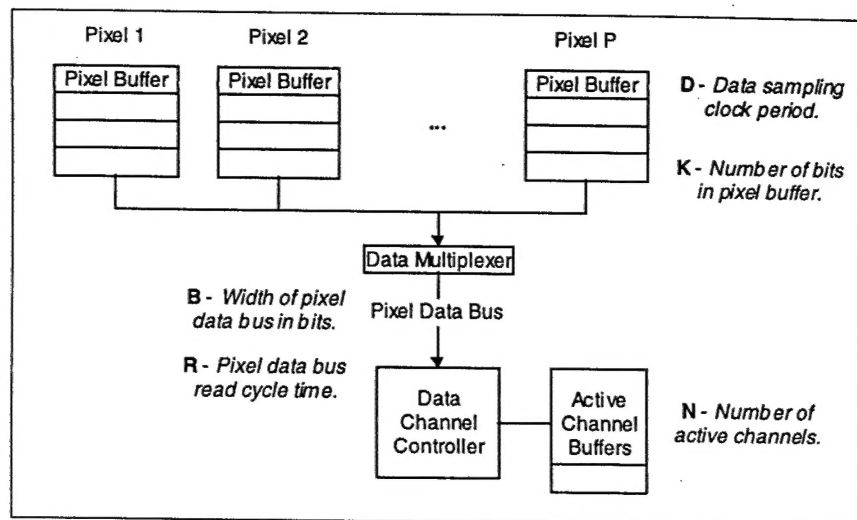 Pixel 1
Pixel 2
Pixel P
Pixel Buffer
Pixel Buffer
Pixel Buffer
...
D - Data sampling
clock period.
K - Number of bits
in pixel buffer.
Data Multiplexer
B - Width of pixel
data bus in bits.
Pixel Data Bus
R - Pixel data bus
read cycle time.
Data
Channel
Controller
Active
Channel
Buffers
N - Number of
active channels.